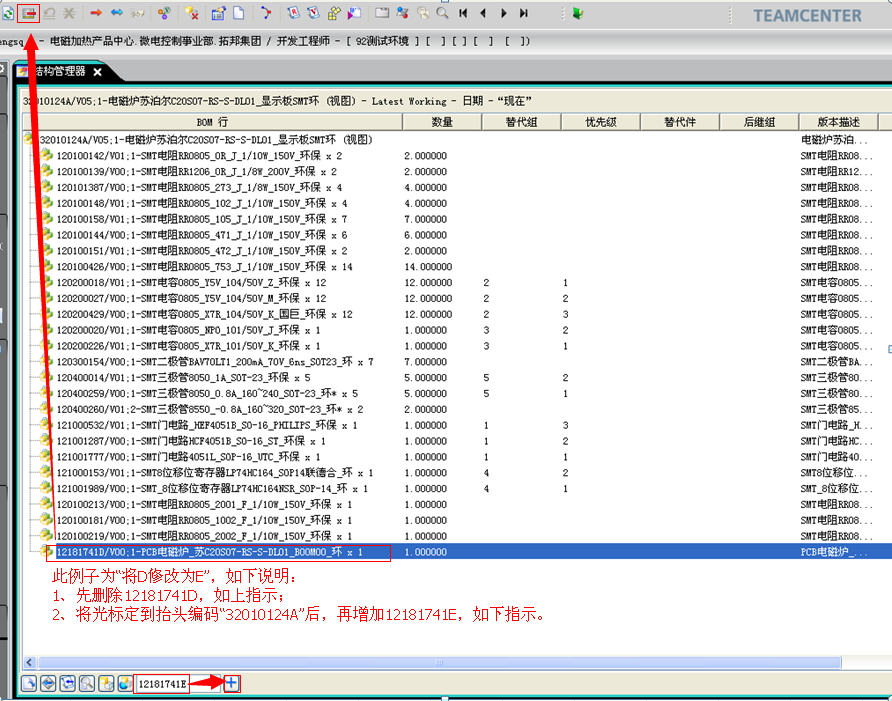 TEAMCENTER
engsq - 电磁加热产品中心.微电控制事业部.拓邦集团 / 开发工程师 - [ 92测试环境 ] [ ] [ ] [ ] [ ])
结构管理器
32010124A/V05;1-电磁炉苏泊尔C20S07-RS-S-DL01_显示板SMT环 (视图) - Latest Working - 日期 - “现在”
BOM 行 数量 替代组 优先级 替代件 后继组 版本描述
32010124A/V05;1-电磁炉苏泊尔C20S07-RS-S-DL01_显示板SMT环 (视图) 电磁炉苏泊...
120100142/V01;1-SMT电阻RR0805_0R_J_1/10W_150V_环保 x 2 2.000000 SMT电阻RR08...
120100139/V00;1-SMT电阻RR1206_0R_J_1/8W_200V_环保 x 2 2.000000 SMT电阻RR12...
120101387/V00;1-SMT电阻RR0805_273_J_1/8W_150V_环保 x 4 4.000000 SMT电阻RR08...
120100148/V01;1-SMT电阻RR0805_102_J_1/10W_150V_环保 x 4 4.000000 SMT电阻RR08...
120100158/V01;1-SMT电阻RR0805_105_J_1/10W_150V_环保 x 7 7.000000 SMT电阻RR08...
120100144/V00;1-SMT电阻RR0805_471_J_1/10W_150V_环保 x 6 6.000000 SMT电阻RR08...
120100151/V01;1-SMT电阻RR0805_472_J_1/10W_150V_环保 x 2 2.000000 SMT电阻RR08...
120100426/V01;1-SMT电阻RR0805_753_J_1/10W_150V_环保 x 14 14.000000 SMT电阻RR08...
120200018/V01;1-SMT电容0805_Y5V_104/50V_Z_环保 x 12 12.000000 2 1 SMT电容0805...
120200027/V00;1-SMT电容0805_Y5V_104/50V_M_环保 x 12 12.000000 2 2 SMT电容0805...
120200429/V00;1-SMT电容0805_X7R_104/50V_K_国巨_环保 x 12 12.000000 2 3 SMT电容0805...
120200020/V01;1-SMT电容0805_NPO_101/50V_J_环保 x 1 1.000000 3 2 SMT电容0805...
120200226/V00;1-SMT电容0805_X7R_101/50V_K_环保 x 1 1.000000 3 1 SMT电容0805...
120300154/V00;1-SMT二极管BAV70LT1_200mA_70V_6ns_SOT23_环 x 7 7.000000 SMT二极管BA...
120400014/V01;1-SMT三极管8050_1A_SOT-23_环保 x 5 5.000000 5 2 SMT三极管80...
120400259/V00;1-SMT三极管8050_0.8A_160~240_SOT-23_环* x 5 5.000000 5 1 SMT三极管80...
120400260/V01;2-SMT三极管8550_-0.8A_160~320_SOT-23_环* x 2 2.000000 SMT三极管85...
121000532/V01;1-SMT门电路_HEF4051B_SO-16_PHILIPS_环保 x 1 1.000000 1 3 SMT门电路_H...
121001287/V00;1-SMT门电路HCF4051B_SO-16_ST_环保 x 1 1.000000 1 2 SMT门电路HC...
121001777/V00;1-SMT门电路4051L_SOP-16_UTC_环保 x 1 1.000000 1 1 SMT门电路40...
121000153/V01;1-SMT8位移位寄存器LP74HC164_SOP14联德合_环 x 1 1.000000 4 2 SMT8位移位...
121001989/V00;1-SMT_8位移位寄存器LP74HC164NSR_SOP-14_环 x 1 1.000000 4 1 SMT_8位移位...
120100213/V00;1-SMT电阻RR0805_2001_F_1/10W_150V_环保 x 1 1.000000 SMT电阻RR08...
120100181/V00;1-SMT电阻RR0805_1002_F_1/10W_150V_环保 x 1 1.000000 SMT电阻RR08...
120100219/V00;1-SMT电阻RR0805_2002_F_1/10W_150V_环保 x 1 1.000000 SMT电阻RR08...
12181741D/V00;1-PCB电磁炉_苏C20S07-RS-S-DL01_B00M00_环 x 1 1.000000 PCB电磁炉_...
此例子为“将D修改为E”，如下说明：
1、先删除12181741D，如上指示；
2、将光标定到抬头编码“32010124A”后，再增加12181741E，如下指示。
12181741E